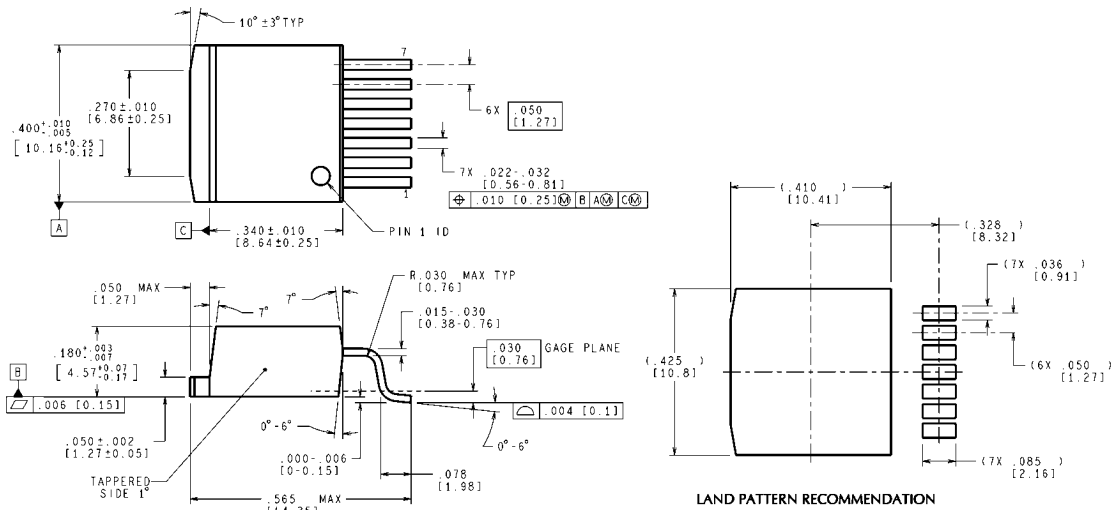 10° ±3° TYP
7
6X .050
[1.27]
.270±.010
[6.86±0.25]
.400 +.010 -.005
[ 10.16 +0.25 -0.12 ]
7X .022-.032
[0.56-0.81]
1
⌖ .010 [0.25]Ⓜ B AⓂ CⓂ
A
C
.340±.010
[8.64±0.25]
PIN 1 ID
.050 MAX
[1.27]
7°
7°
R.030 MAX TYP
[0.76]
.015-.030
[0.38-0.76]
.030
[0.76]
GAGE PLANE
.180 +.003 -.007
[ 4.57 +0.07 -0.17 ]
B
⏥ .006 [0.15]
⌓ .004 [0.1]
0°-6°
0°-6°
.050±.002
[1.27±0.05]
.000-.006
[0-0.15]
.078
[1.98]
TAPPERED
SIDE 1°
.565 MAX
(.410 )
[10.41]
(.328 )
[8.32]
(7X .036 )
[0.91]
(.425 )
[10.8]
(6X .050 )
[1.27]
(7X .085 )
[2.16]
LAND PATTERN RECOMMENDATION